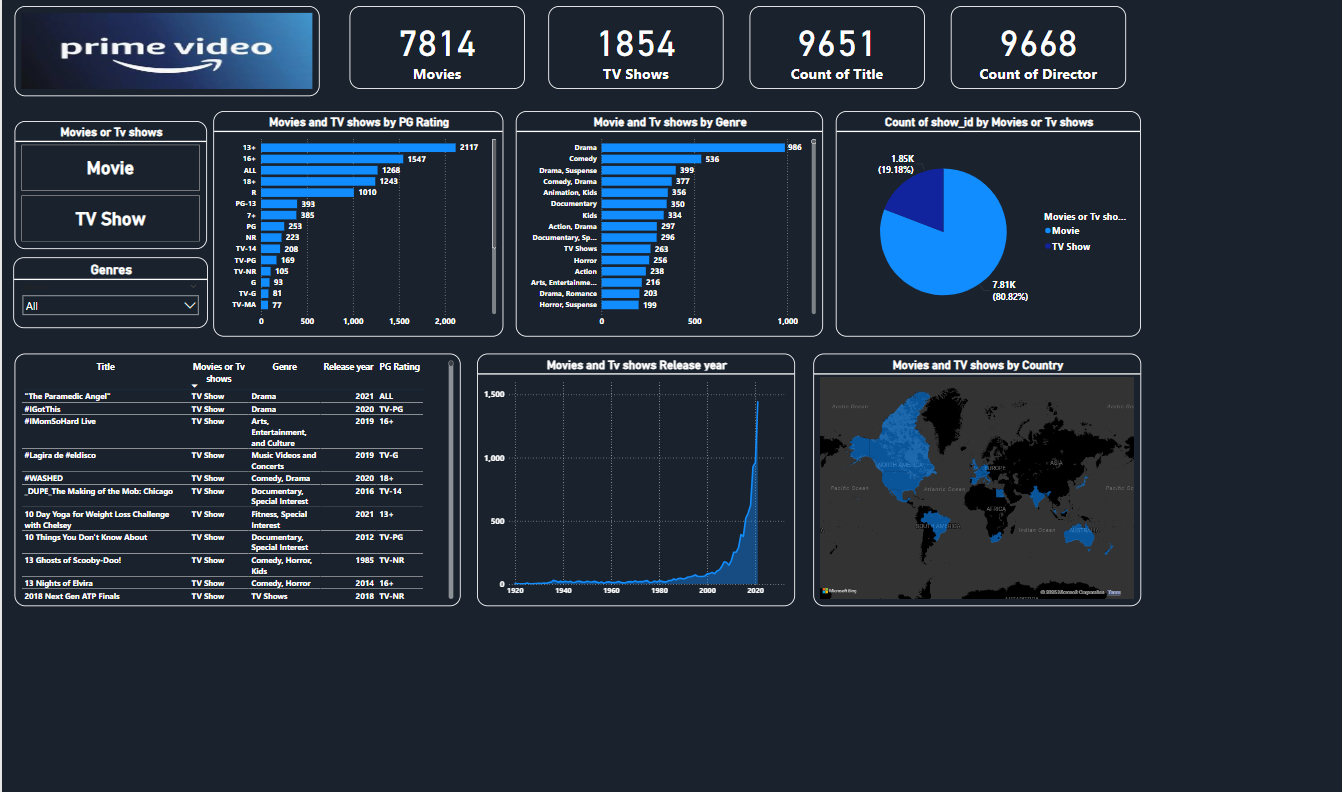 prime video
7814
Movies
1854
TV Shows
9651
Count of Title
9668
Count of Director
Movies or Tv shows
Movie
TV Show
Genres
All
Movies and TV shows by PG Rating
13+ 2117
16+ 1547
ALL 1268
18+ 1243
R 1010
PG-13 393
7+ 385
PG 253
NR 223
TV-14 208
TV-PG 169
TV-NR 105
G 93
TV-G 81
TV-MA 77
0 500 1,000 1,500 2,000
Movie and Tv shows by Genre
Drama 986
Comedy 536
Drama, Suspense 399
Comedy, Drama 377
Animation, Kids 356
Documentary 350
Kids 334
Action, Drama 297
Documentary, Sp... 296
TV Shows 263
Horror 256
Action 238
Arts, Entertainme... 216
Drama, Romance 203
Horror, Suspense 199
0 500 1,000
Count of show_id by Movies or Tv shows
1.85K
(19.18%)
7.81K
(80.82%)
Movies or Tv sho...
Movie
TV Show
Title Movies or Tv shows Genre Release year PG Rating
"The Paramedic Angel" TV Show Drama 2021 ALL
#IGotThis TV Show Drama 2020 TV-PG
#IMomSoHard Live TV Show Arts, 2019 16+
Entertainment,
and Culture
#Lagira de #eldisco TV Show Music Videos and 2019 TV-G
Concerts
#WASHED TV Show Comedy, Drama 2020 18+
_DUPE_The Making of the Mob: Chicago TV Show Documentary, 2016 TV-14
Special Interest
10 Day Yoga for Weight Loss Challenge TV Show Fitness, Special 2021 13+
with Chelsey Interest
10 Things You Don't Know About TV Show Documentary, 2012 TV-PG
Special Interest
13 Ghosts of Scooby-Doo! TV Show Comedy, Horror, 1985 TV-NR
Kids
13 Nights of Elvira TV Show Comedy, Horror 2014 16+
2018 Next Gen ATP Finals TV Show TV Shows 2018 TV-NR
Movies and Tv shows Release year
1,500
1,000
500
0
1920 1940 1960 1980 2000 2020
Movies and TV shows by Country
Arctic Ocean
NORTH AMERICA
EUROPE
ASIA
Pacific Ocean
Atlantic Ocean
AFRICA
SOUTH AMERICA
Indian Ocean
AUSTRALIA
Microsoft Bing
Microsoft Corporation Terms